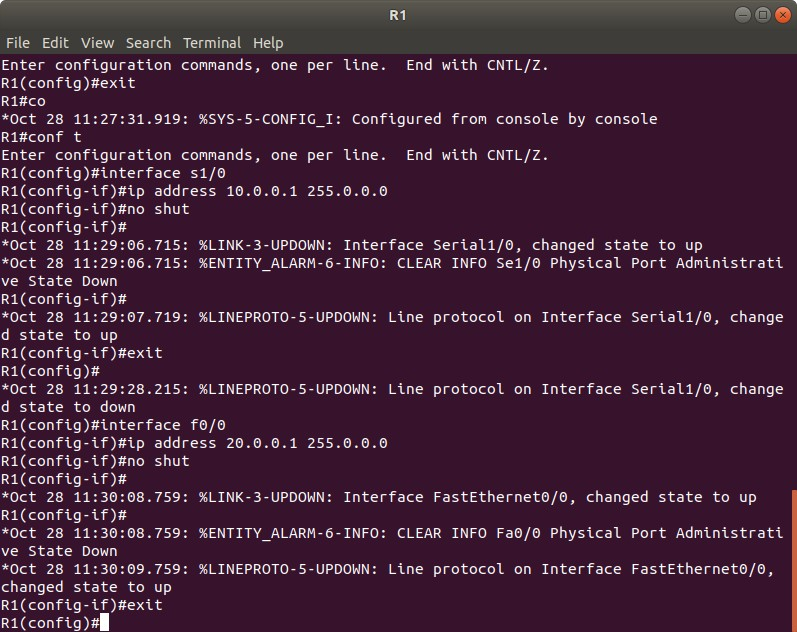 R1
File Edit View Search Terminal Help
Enter configuration commands, one per line.  End with CNTL/Z.
R1(config)#exit
R1#co
*Oct 28 11:27:31.919: %SYS-5-CONFIG_I: Configured from console by console
R1#conf t
Enter configuration commands, one per line.  End with CNTL/Z.
R1(config)#interface s1/0
R1(config-if)#ip address 10.0.0.1 255.0.0.0
R1(config-if)#no shut
R1(config-if)#
*Oct 28 11:29:06.715: %LINK-3-UPDOWN: Interface Serial1/0, changed state to up
*Oct 28 11:29:06.715: %ENTITY_ALARM-6-INFO: CLEAR INFO Se1/0 Physical Port Administrati
ve State Down
R1(config-if)#
*Oct 28 11:29:07.719: %LINEPROTO-5-UPDOWN: Line protocol on Interface Serial1/0, change
d state to up
R1(config-if)#exit
R1(config)#
*Oct 28 11:29:28.215: %LINEPROTO-5-UPDOWN: Line protocol on Interface Serial1/0, change
d state to down
R1(config)#interface f0/0
R1(config-if)#ip address 20.0.0.1 255.0.0.0
R1(config-if)#no shut
R1(config-if)#
*Oct 28 11:30:08.759: %LINK-3-UPDOWN: Interface FastEthernet0/0, changed state to up
R1(config-if)#
*Oct 28 11:30:08.759: %ENTITY_ALARM-6-INFO: CLEAR INFO Fa0/0 Physical Port Administrati
ve State Down
*Oct 28 11:30:09.759: %LINEPROTO-5-UPDOWN: Line protocol on Interface FastEthernet0/0,
changed state to up
R1(config-if)#exit
R1(config)#